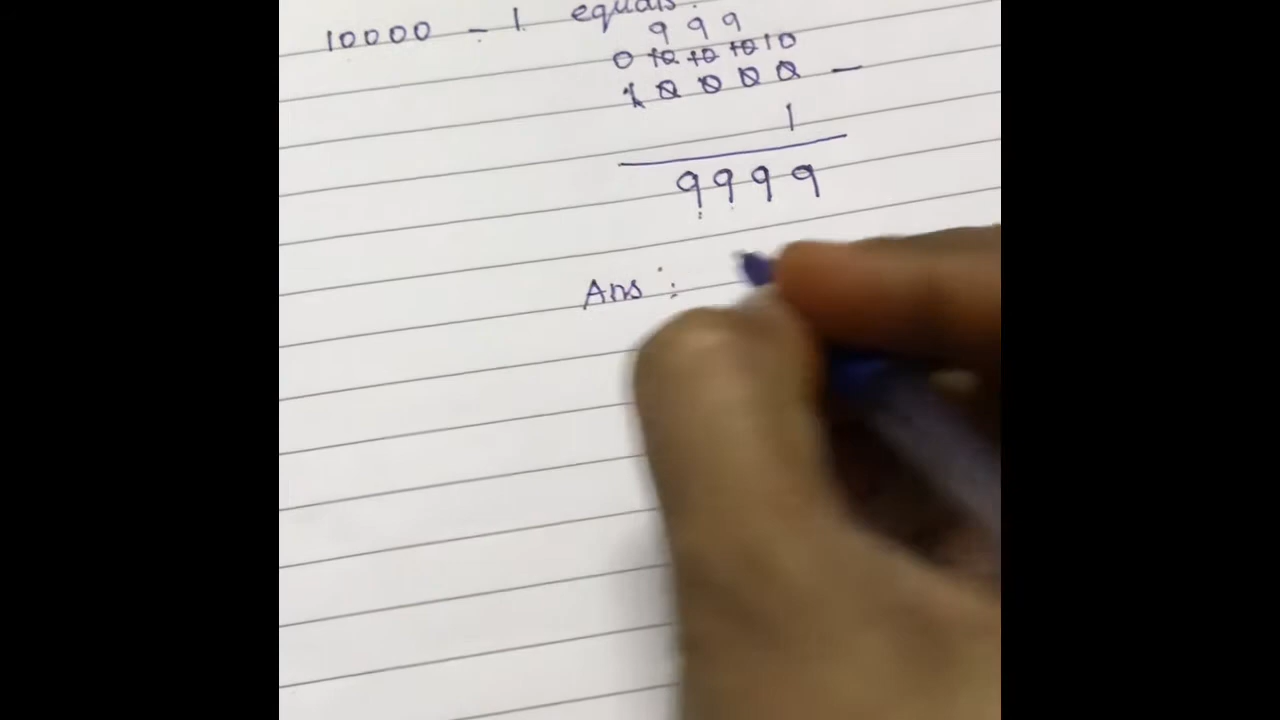 10000 - 1 equals:
9 9 9
0 10 10 10 10
1 0 0 0 0 -
1
9 9 9 9
Ans :